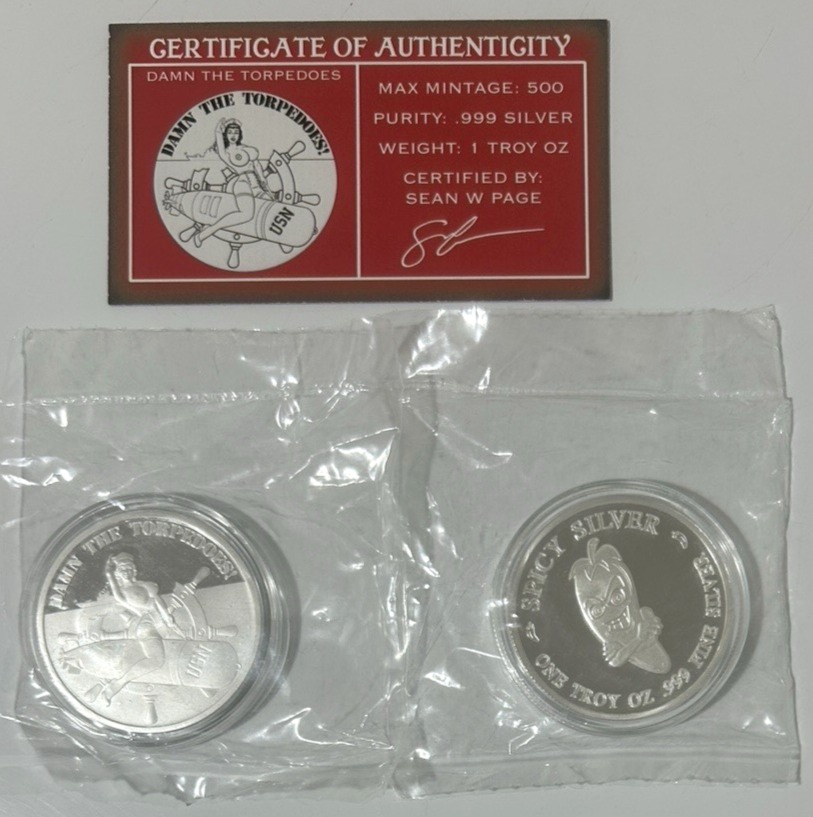 CERTIFICATE OF AUTHENTICITY
DAMN THE TORPEDOES
DAMN THE TORPEDOES!
USN
MAX MINTAGE: 500
PURITY: .999 SILVER
WEIGHT: 1 TROY OZ
CERTIFIED BY:
SEAN W PAGE
DAMN THE TORPEDOES!
USN
SPICY SILVER
ONE TROY OZ .999 FINE SILVER